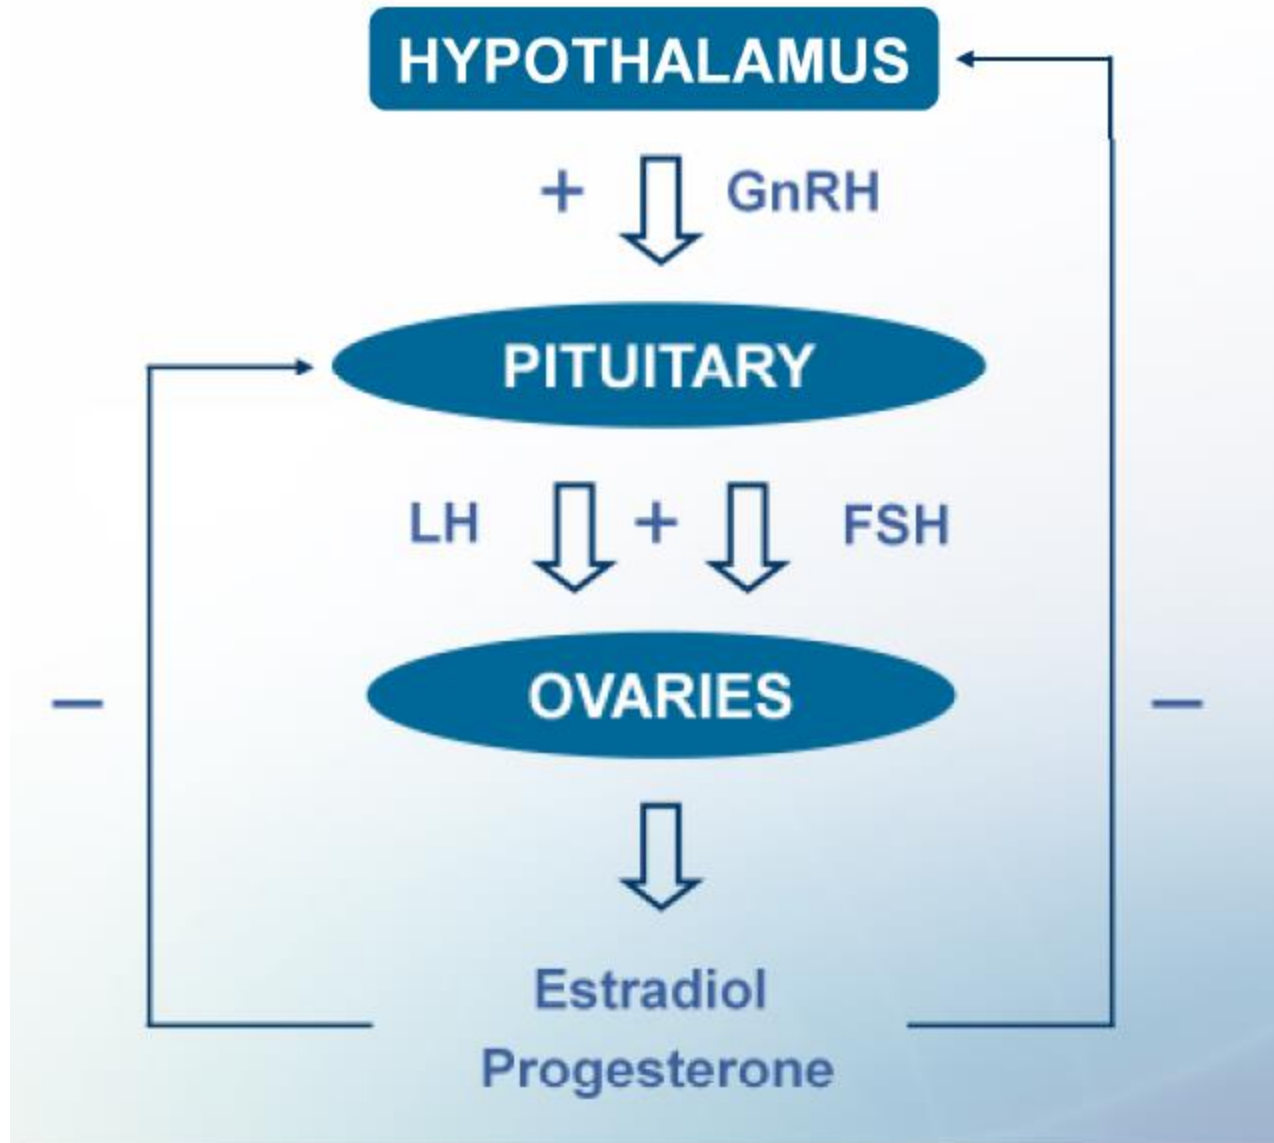 HYPOTHALAMUS
+ GnRH
PITUITARY
LH + FSH
OVARIES
– –
Estradiol
Progesterone